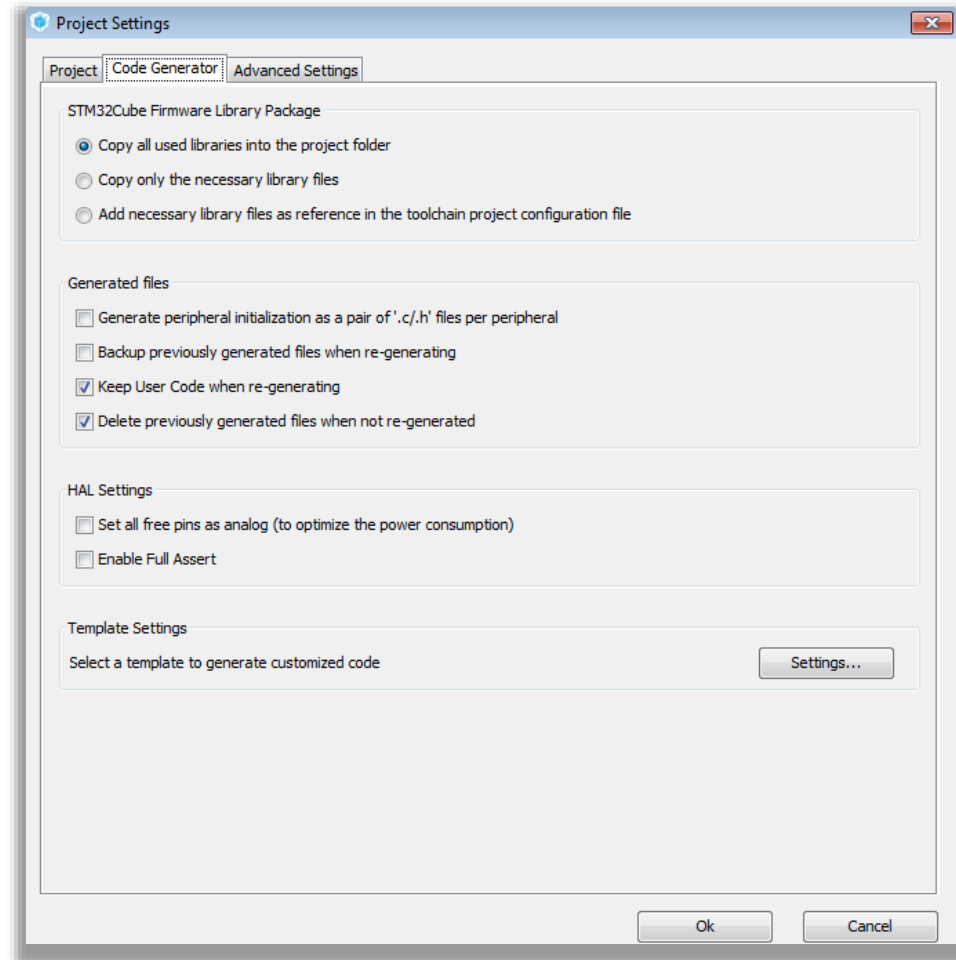 Project Settings
Project Code Generator Advanced Settings
STM32Cube Firmware Library Package
Copy all used libraries into the project folder
Copy only the necessary library files
Add necessary library files as reference in the toolchain project configuration file
Generated files
Generate peripheral initialization as a pair of '.c/.h' files per peripheral
Backup previously generated files when re-generating
Keep User Code when re-generating
Delete previously generated files when not re-generated
HAL Settings
Set all free pins as analog (to optimize the power consumption)
Enable Full Assert
Template Settings
Select a template to generate customized code Settings...
Ok Cancel